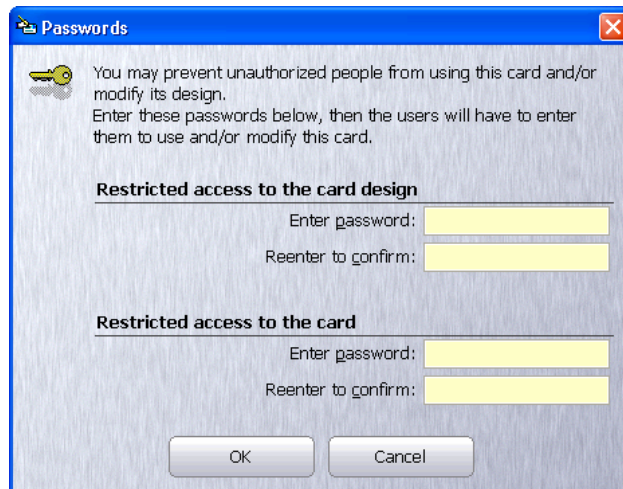 Passwords
You may prevent unauthorized people from using this card and/or
modify its design.
Enter these passwords below, then the users will have to enter
them to use and/or modify this card.
Restricted access to the card design
Enter password:
Reenter to confirm:
Restricted access to the card
Enter password:
Reenter to confirm:
OK Cancel